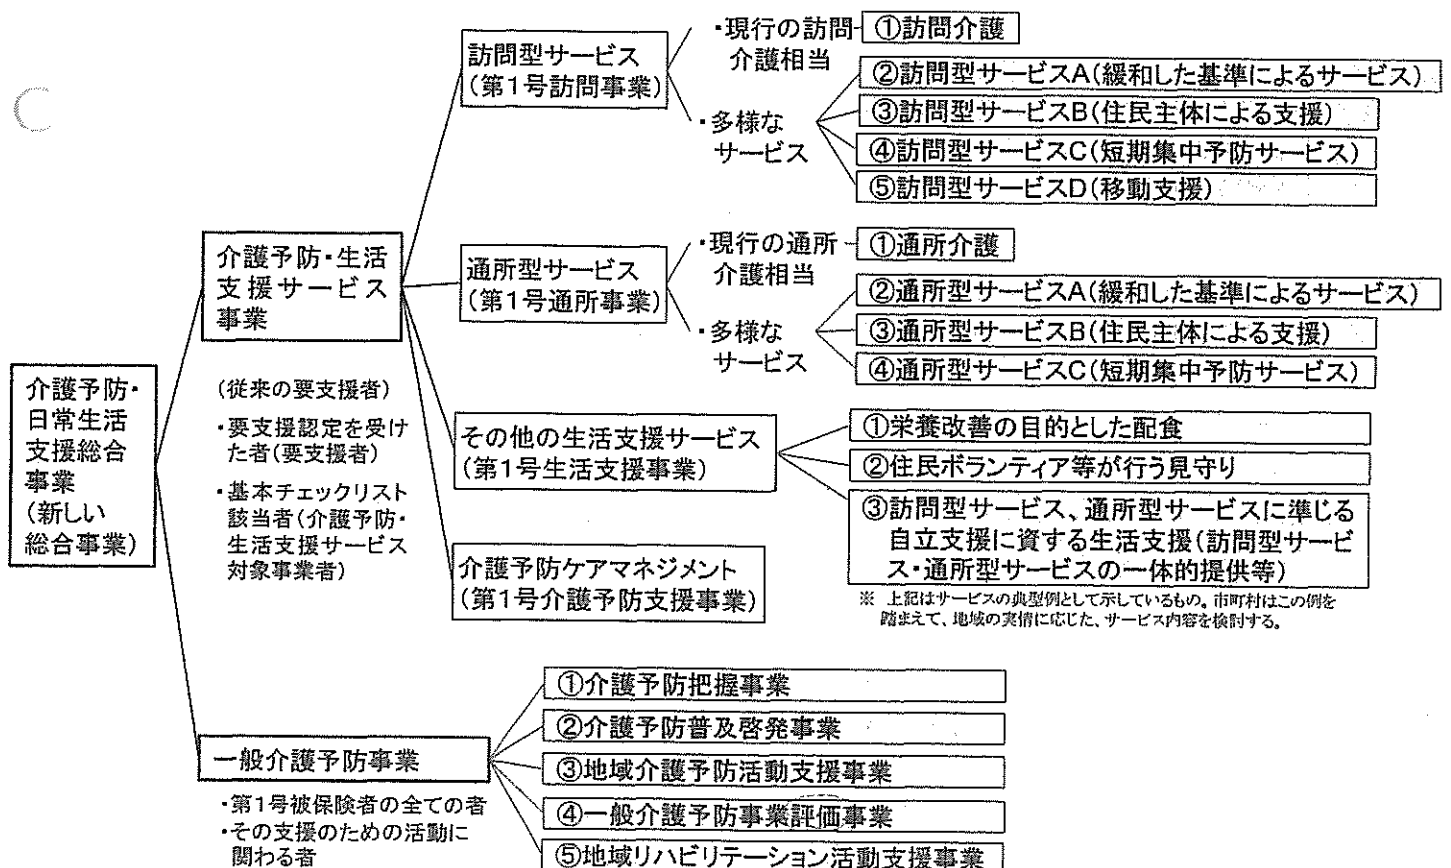 介護予防・
日常生活
支援総合
事業
(新しい
総合事業)
介護予防・生活
支援サービス
事業
(従来の要支援者)
・要支援認定を受け
た者(要支援者)
・基本チェックリスト
該当者(介護予防・
生活支援サービス
対象事業者)
訪問型サービス
(第1号訪問事業)
・現行の訪問
介護相当
①訪問介護
・多様な
サービス
②訪問型サービスA(緩和した基準によるサービス)
③訪問型サービスB(住民主体による支援)
④訪問型サービスC(短期集中予防サービス)
⑤訪問型サービスD(移動支援)
通所型サービス
(第1号通所事業)
・現行の通所
介護相当
①通所介護
・多様な
サービス
②通所型サービスA(緩和した基準によるサービス)
③通所型サービスB(住民主体による支援)
④通所型サービスC(短期集中予防サービス)
その他の生活支援サービス
(第1号生活支援事業)
①栄養改善の目的とした配食
②住民ボランティア等が行う見守り
③訪問型サービス、通所型サービスに準じる
自立支援に資する生活支援(訪問型サービ
ス・通所型サービスの一体的提供等)
※ 上記はサービスの典型例として示しているもの。市町村はこの例を
踏まえて、地域の実情に応じた、サービス内容を検討する。
介護予防ケアマネジメント
(第1号介護予防支援事業)
一般介護予防事業
・第1号被保険者の全ての者
・その支援のための活動に
関わる者
①介護予防把握事業
②介護予防普及啓発事業
③地域介護予防活動支援事業
④一般介護予防事業評価事業
⑤地域リハビリテーション活動支援事業